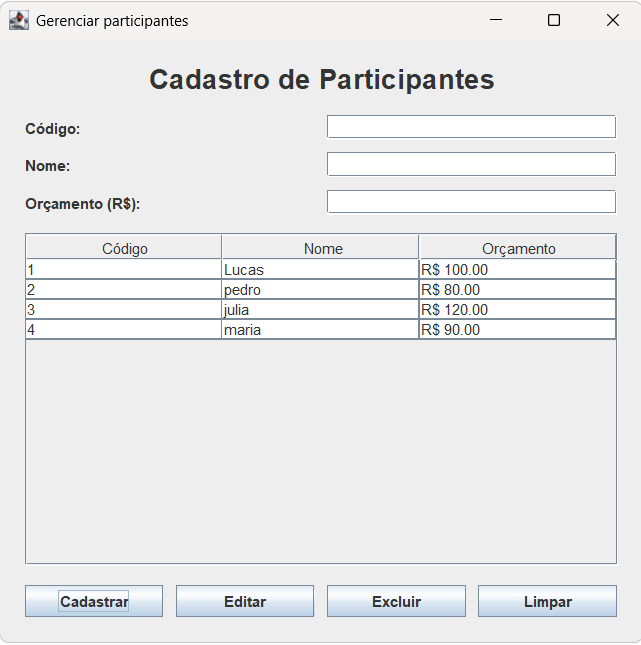 Gerenciar participantes
Cadastro de Participantes
Código:
Nome:
Orçamento (R$):
Código Nome Orçamento
1 Lucas R$ 100.00
2 pedro R$ 80.00
3 julia R$ 120.00
4 maria R$ 90.00
Cadastrar Editar Excluir Limpar